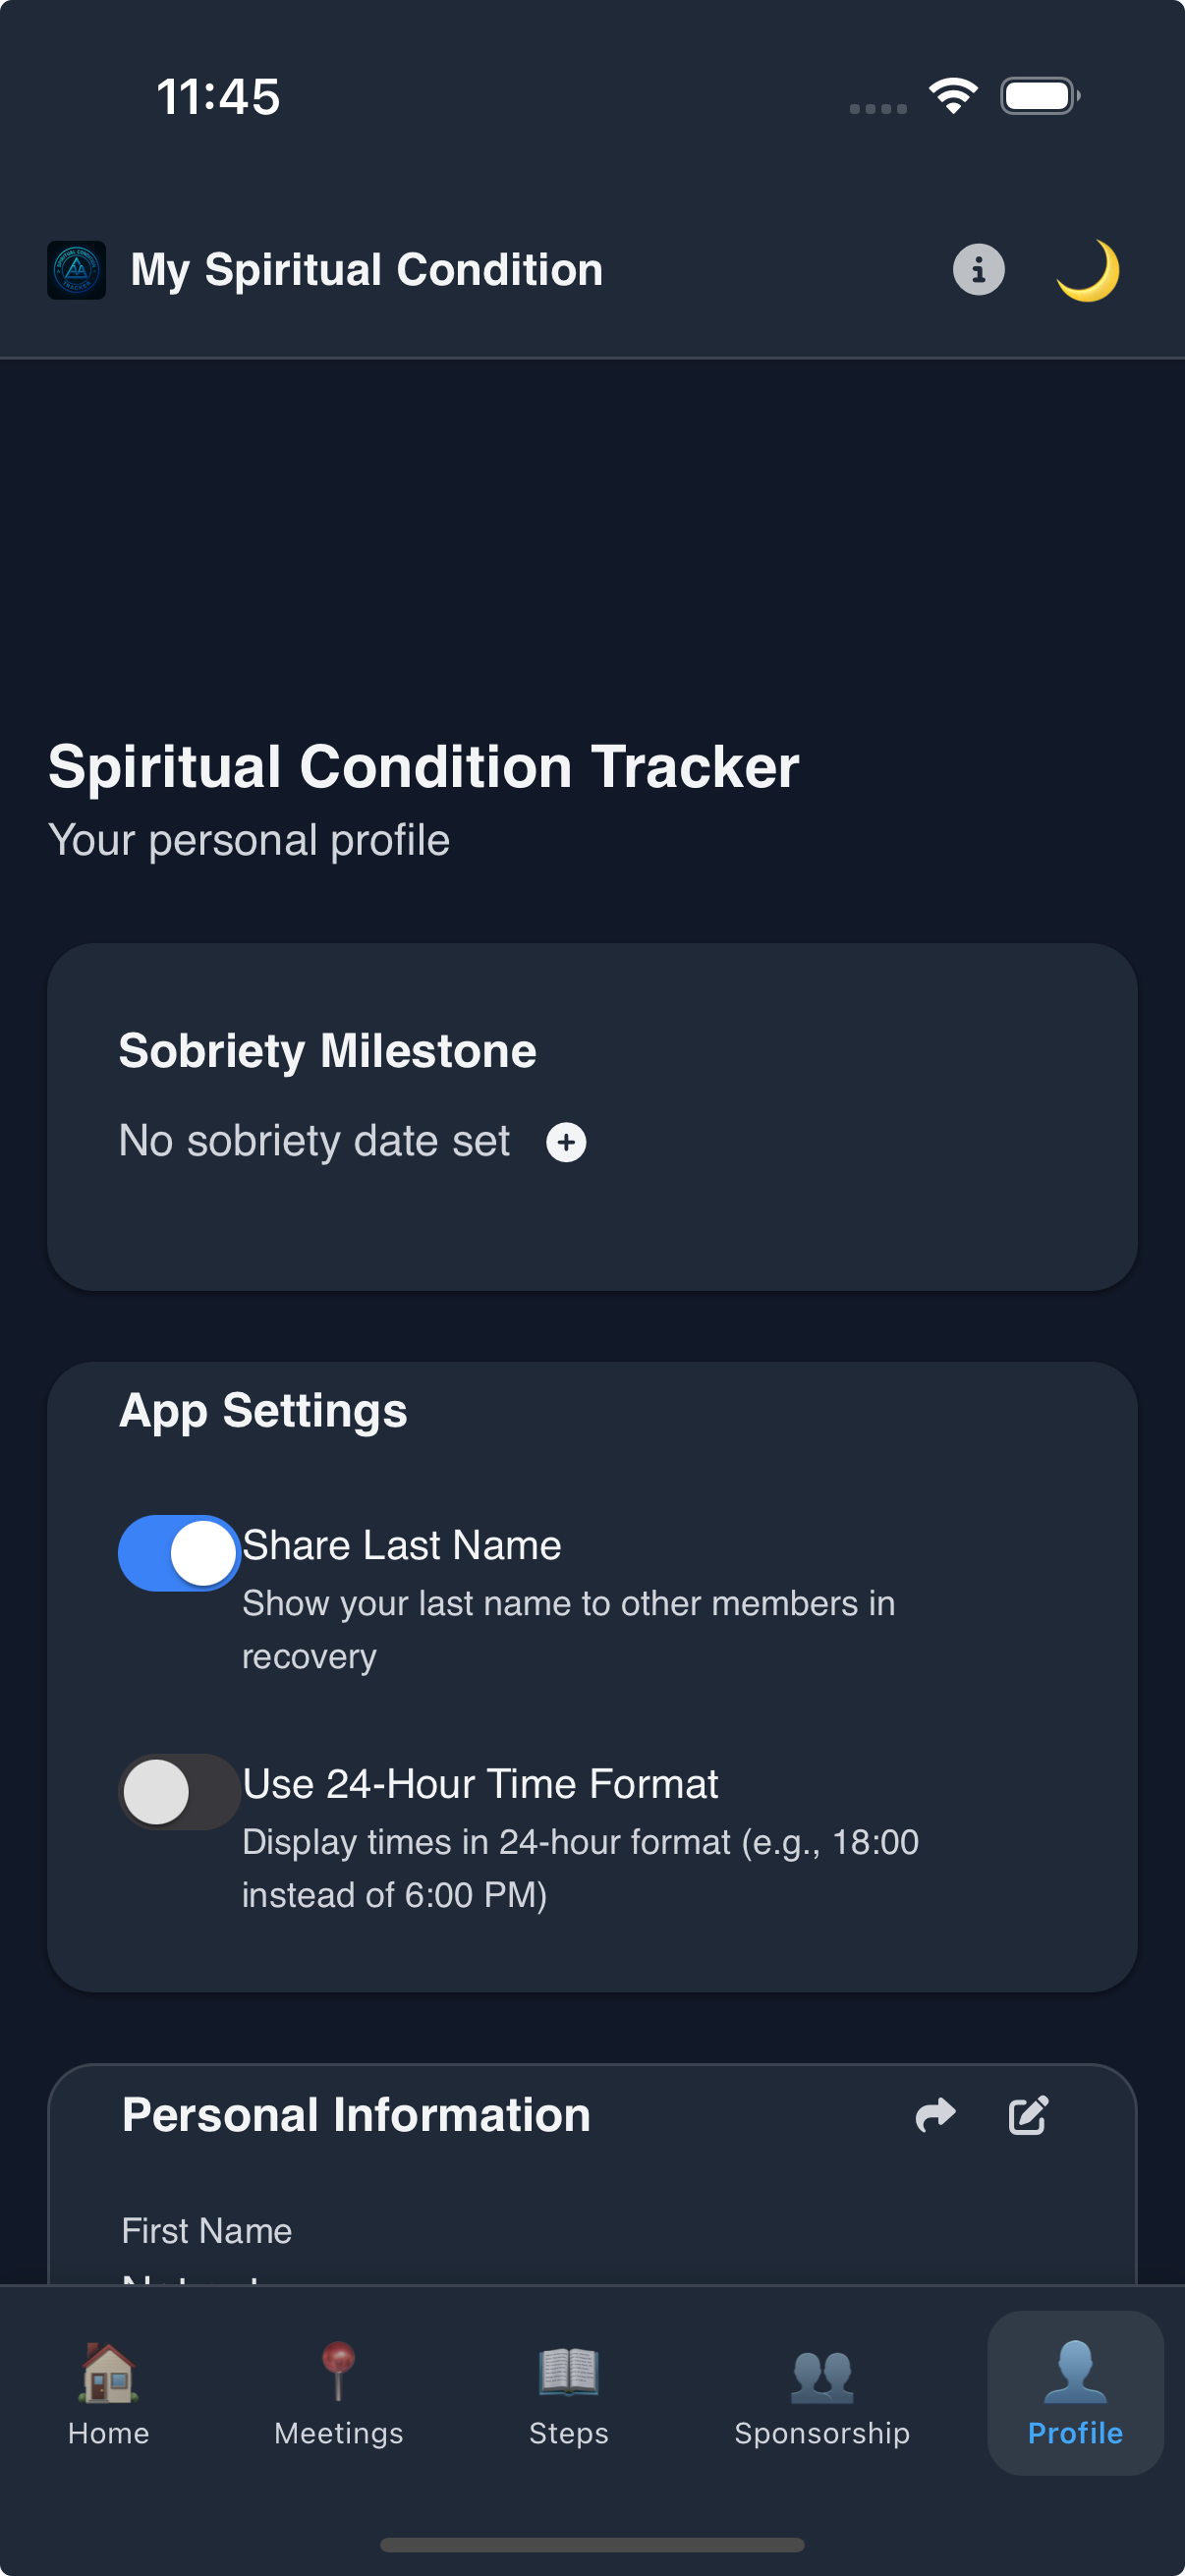 11:45
My Spiritual Condition
Spiritual Condition Tracker
Your personal profile
Sobriety Milestone
No sobriety date set
App Settings
Share Last Name
Show your last name to other members in
recovery
Use 24-Hour Time Format
Display times in 24-hour format (e.g., 18:00
instead of 6:00 PM)
Personal Information
First Name
Home
Meetings
Steps
Sponsorship
Profile